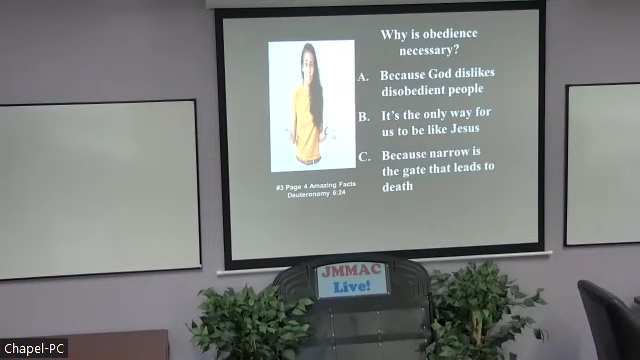 Why is obedience
necessary?
A. Because God dislikes
disobedient people
B. It's the only way for
us to be like Jesus
C. Because narrow is
the gate that leads to
death
#3 Page 4 Amazing Facts
Deuteronomy 6:24
JMMAC
Live!
Chapel-PC